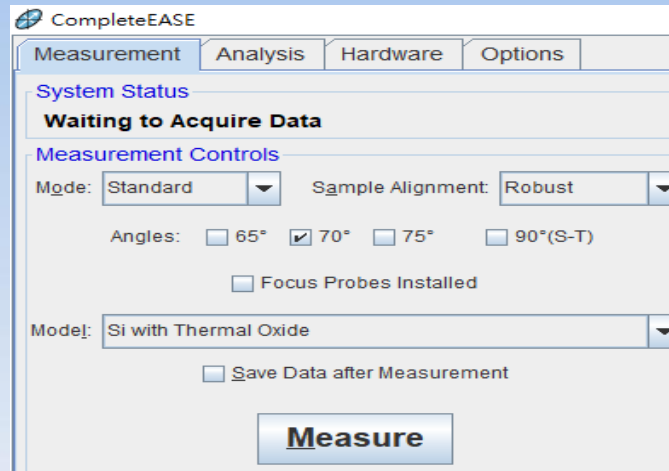 CompleteEASE
Measurement Analysis Hardware Options
System Status
Waiting to Acquire Data
Measurement Controls
Mode: Standard Sample Alignment: Robust
Angles: 65° 70° 75° 90°(S-T)
Focus Probes Installed
Model: Si with Thermal Oxide
Save Data after Measurement
Measure